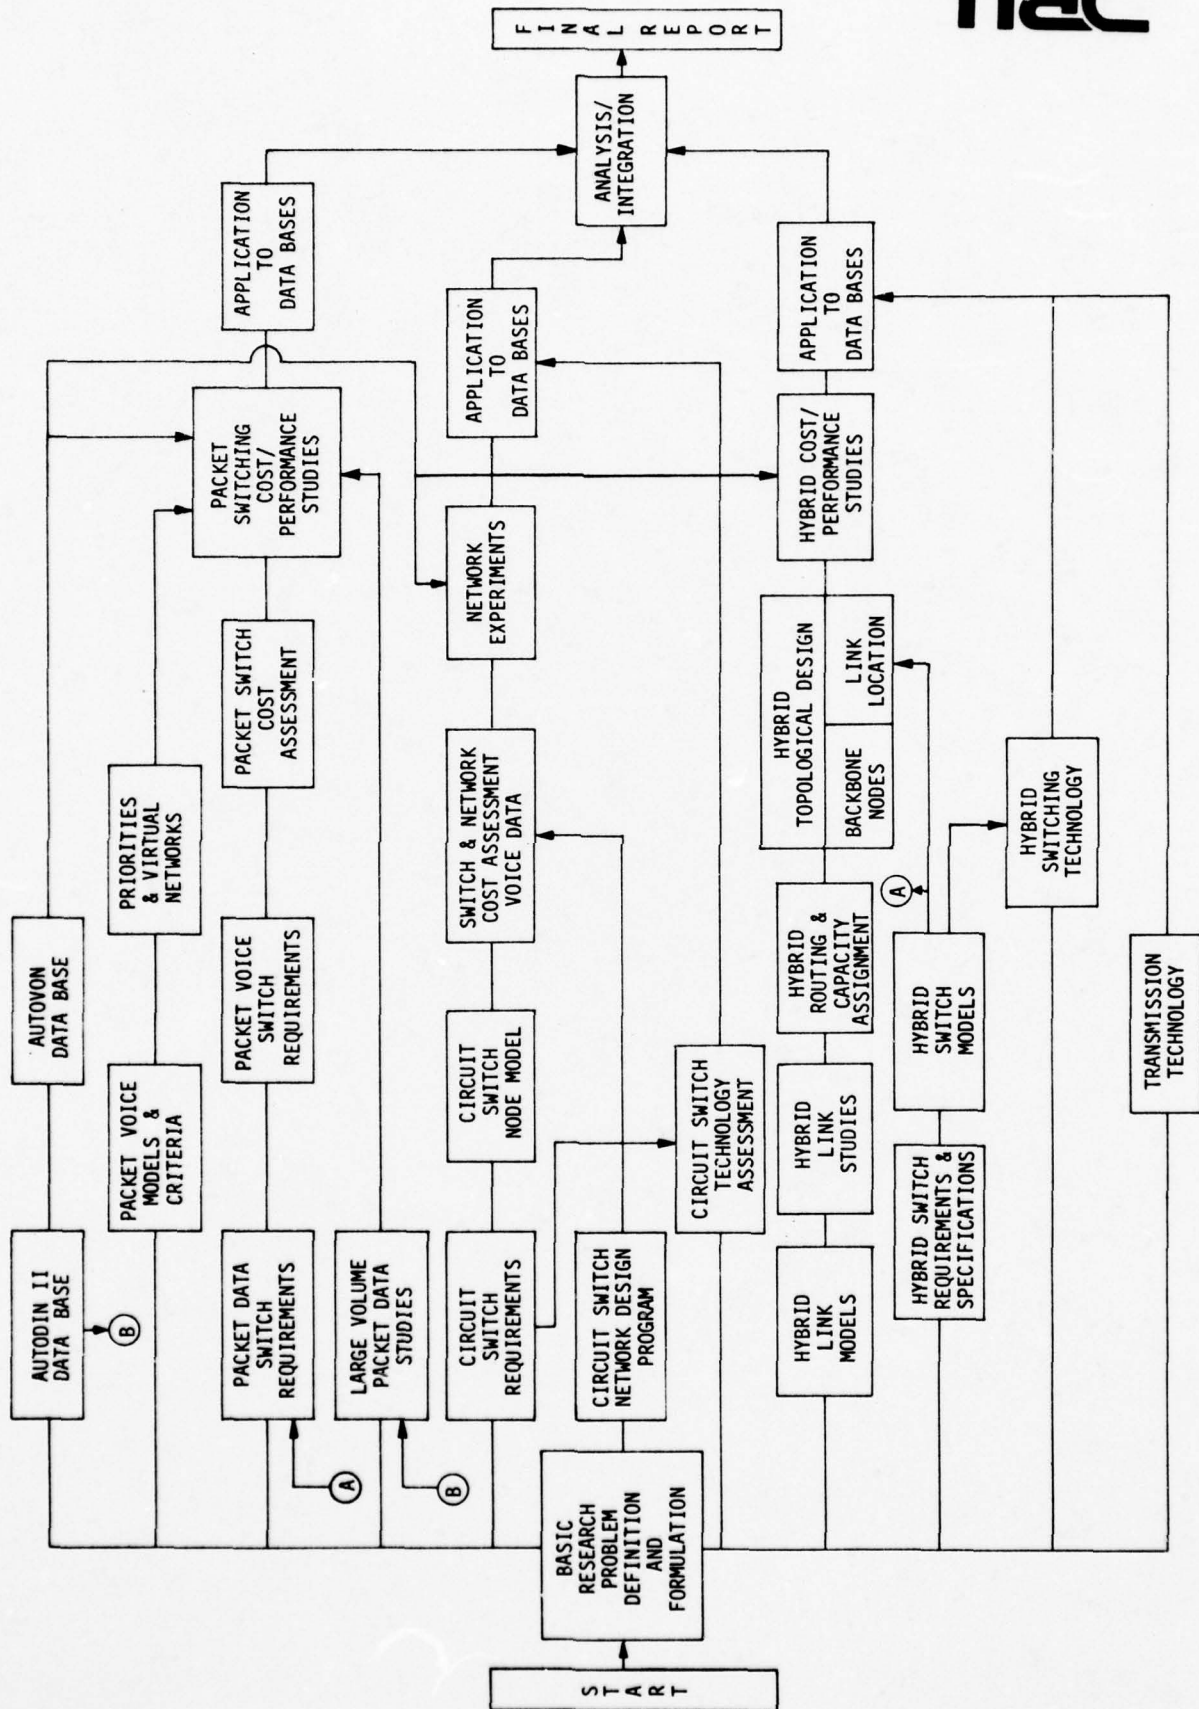 nac
START
BASIC
RESEARCH
PROBLEM
DEFINITION
AND
FORMULATION
AUTODIN II
DATA BASE
B
AUTOVON
DATA BASE
PACKET VOICE
MODELS &
CRITERIA
PRIORITIES
& VIRTUAL
NETWORKS
PACKET DATA
SWITCH
REQUIREMENTS
A
PACKET VOICE
SWITCH
REQUIREMENTS
PACKET SWITCH
COST
ASSESSMENT
PACKET
SWITCHING
COST/
PERFORMANCE
STUDIES
APPLICATION
TO
DATA BASES
LARGE VOLUME
PACKET DATA
STUDIES
B
CIRCUIT
SWITCH
REQUIREMENTS
CIRCUIT
SWITCH
NODE MODEL
SWITCH & NETWORK
COST ASSESSMENT
VOICE DATA
NETWORK
EXPERIMENTS
APPLICATION
TO
DATA BASES
CIRCUIT SWITCH
NETWORK DESIGN
PROGRAM
CIRCUIT SWITCH
TECHNOLOGY
ASSESSMENT
HYBRID
LINK
MODELS
HYBRID
LINK
STUDIES
HYBRID
ROUTING &
CAPACITY
ASSIGNMENT
HYBRID
TOPOLOGICAL DESIGN
BACKBONE
NODES
LINK
LOCATION
HYBRID COST/
PERFORMANCE
STUDIES
APPLICATION
TO
DATA BASES
HYBRID SWITCH
REQUIREMENTS &
SPECIFICATIONS
HYBRID
SWITCH
MODELS
A
HYBRID
SWITCHING
TECHNOLOGY
TRANSMISSION
TECHNOLOGY
ANALYSIS/
INTEGRATION
FINAL REPORT